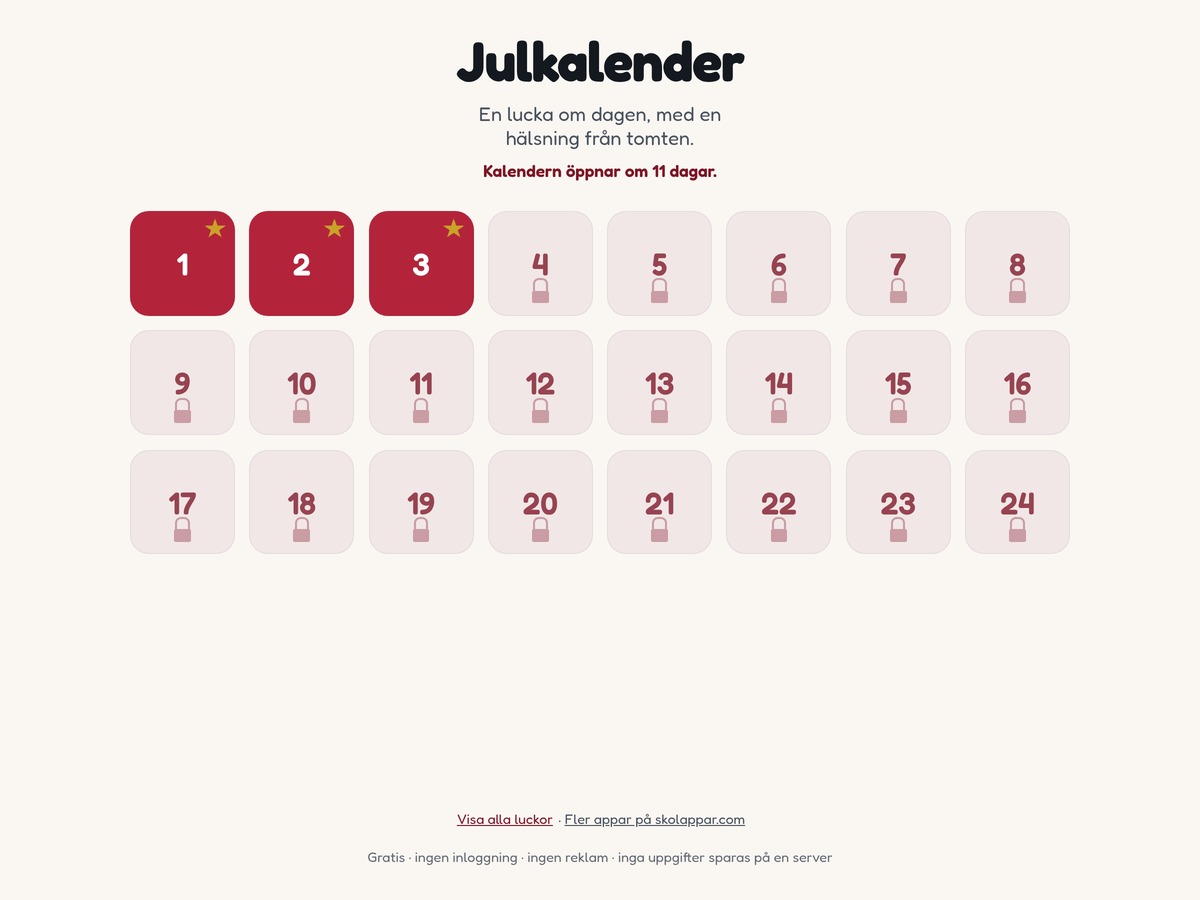 Julkalender
En lucka om dagen, med en
hälsning från tomten.
Kalendern öppnar om 11 dagar.
1 2 3 4 5 6 7 8
9 10 11 12 13 14 15 16
17 18 19 20 21 22 23 24
Visa alla luckor · Fler appar på skolappar.com
Gratis · ingen inloggning · ingen reklam · inga uppgifter sparas på en server